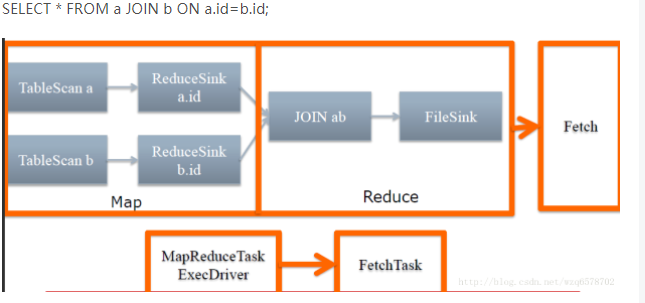 SELECT * FROM a JOIN b ON a.id=b.id;
TableScan a
ReduceSink
a.id
JOIN ab
FileSink
Fetch
TableScan b
ReduceSink
b.id
Map
Reduce
MapReduceTask
ExecDriver
FetchTask
http://blog.csdn.net/wzq6578702